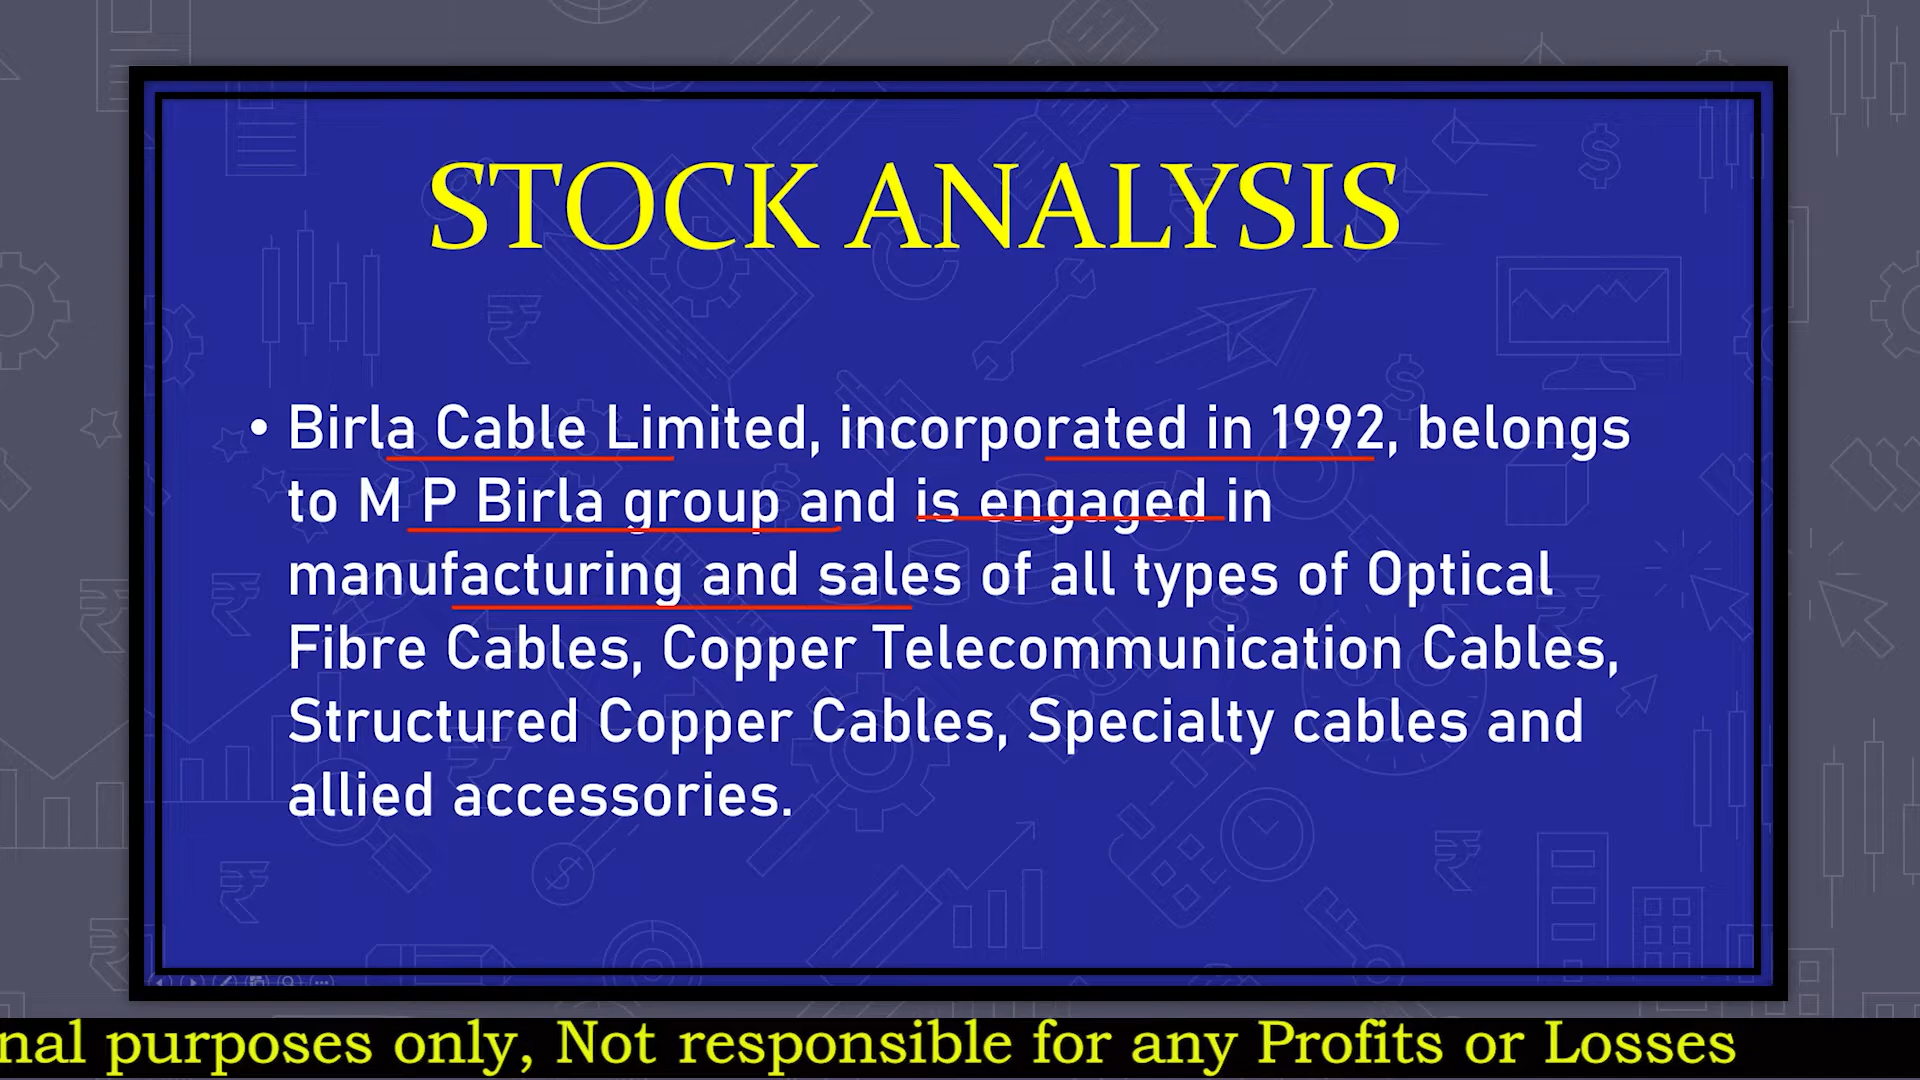 STOCK ANALYSIS
• Birla Cable Limited, incorporated in 1992, belongs
to M P Birla group and is engaged in
manufacturing and sales of all types of Optical
Fibre Cables, Copper Telecommunication Cables,
Structured Copper Cables, Specialty cables and
allied accessories.
nal purposes only, Not responsible for any Profits or Losses